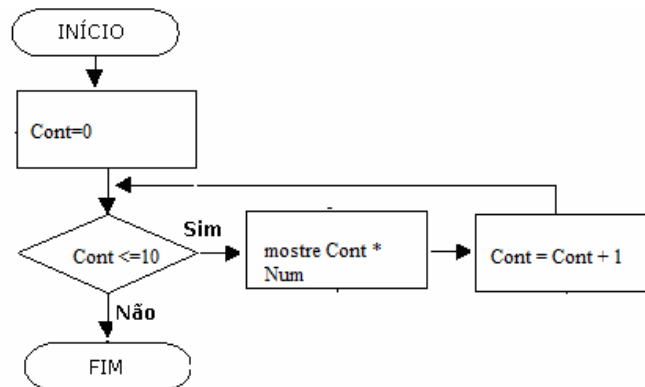 INÍCIO
Cont=0
Cont <=10
Sim
mostre Cont *
Num
Cont = Cont + 1
Não
FIM